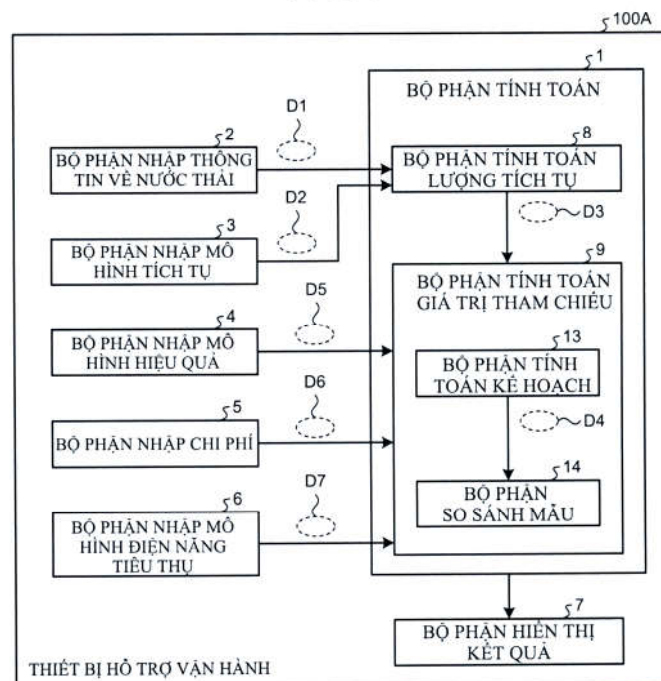 100A
1
BỘ PHẬN TÍNH TOÁN
D1
2
BỘ PHẬN NHẬP THÔNG
TIN VỀ NƯỚC THẢI
8
BỘ PHẬN TÍNH TOÁN
LƯỢNG TÍCH TỤ
D2
D3
3
BỘ PHẬN NHẬP MÔ
HÌNH TÍCH TỤ
9
BỘ PHẬN TÍNH TOÁN
GIÁ TRỊ THAM CHIẾU
D5
4
BỘ PHẬN NHẬP MÔ
HÌNH HIỆU QUẢ
13
BỘ PHẬN TÍNH
TOÁN KẾ HOẠCH
D6
D4
5
BỘ PHẬN NHẬP CHI PHÍ
14
BỘ PHẬN
SO SÁNH MẪU
D7
6
BỘ PHẬN NHẬP MÔ
HÌNH ĐIỆN NĂNG
TIÊU THỤ
7
BỘ PHẬN HIỂN THỊ
KẾT QUẢ
THIẾT BỊ HỖ TRỢ VẬN HÀNH